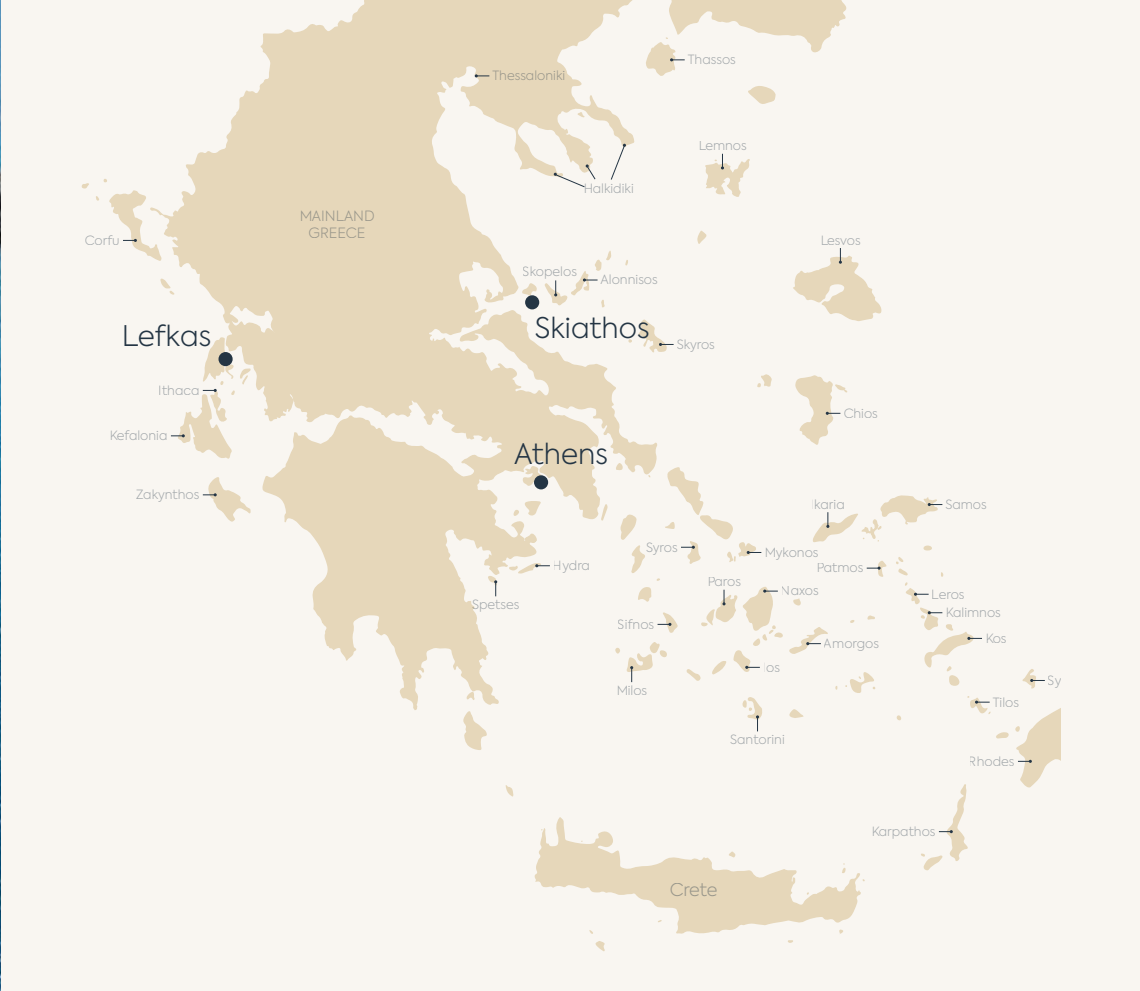 Thassos
Thessaloniki
Lemnos
Halkidiki
MAINLAND
GREECE
Corfu
Lesvos
Skopelos
Alonnisos
Skiathos
Lefkas
Skyros
Ithaca
Chios
Kefalonia
Athens
Zakynthos
Ikaria
Samos
Syros
Mykonos
Hydra
Patmos
Paros
Naxos
Leros
Spetses
Kalimnos
Sifnos
Kos
Amorgos
Ios
Sy
Milos
Tilos
Santorini
Rhodes
Karpathos
Crete